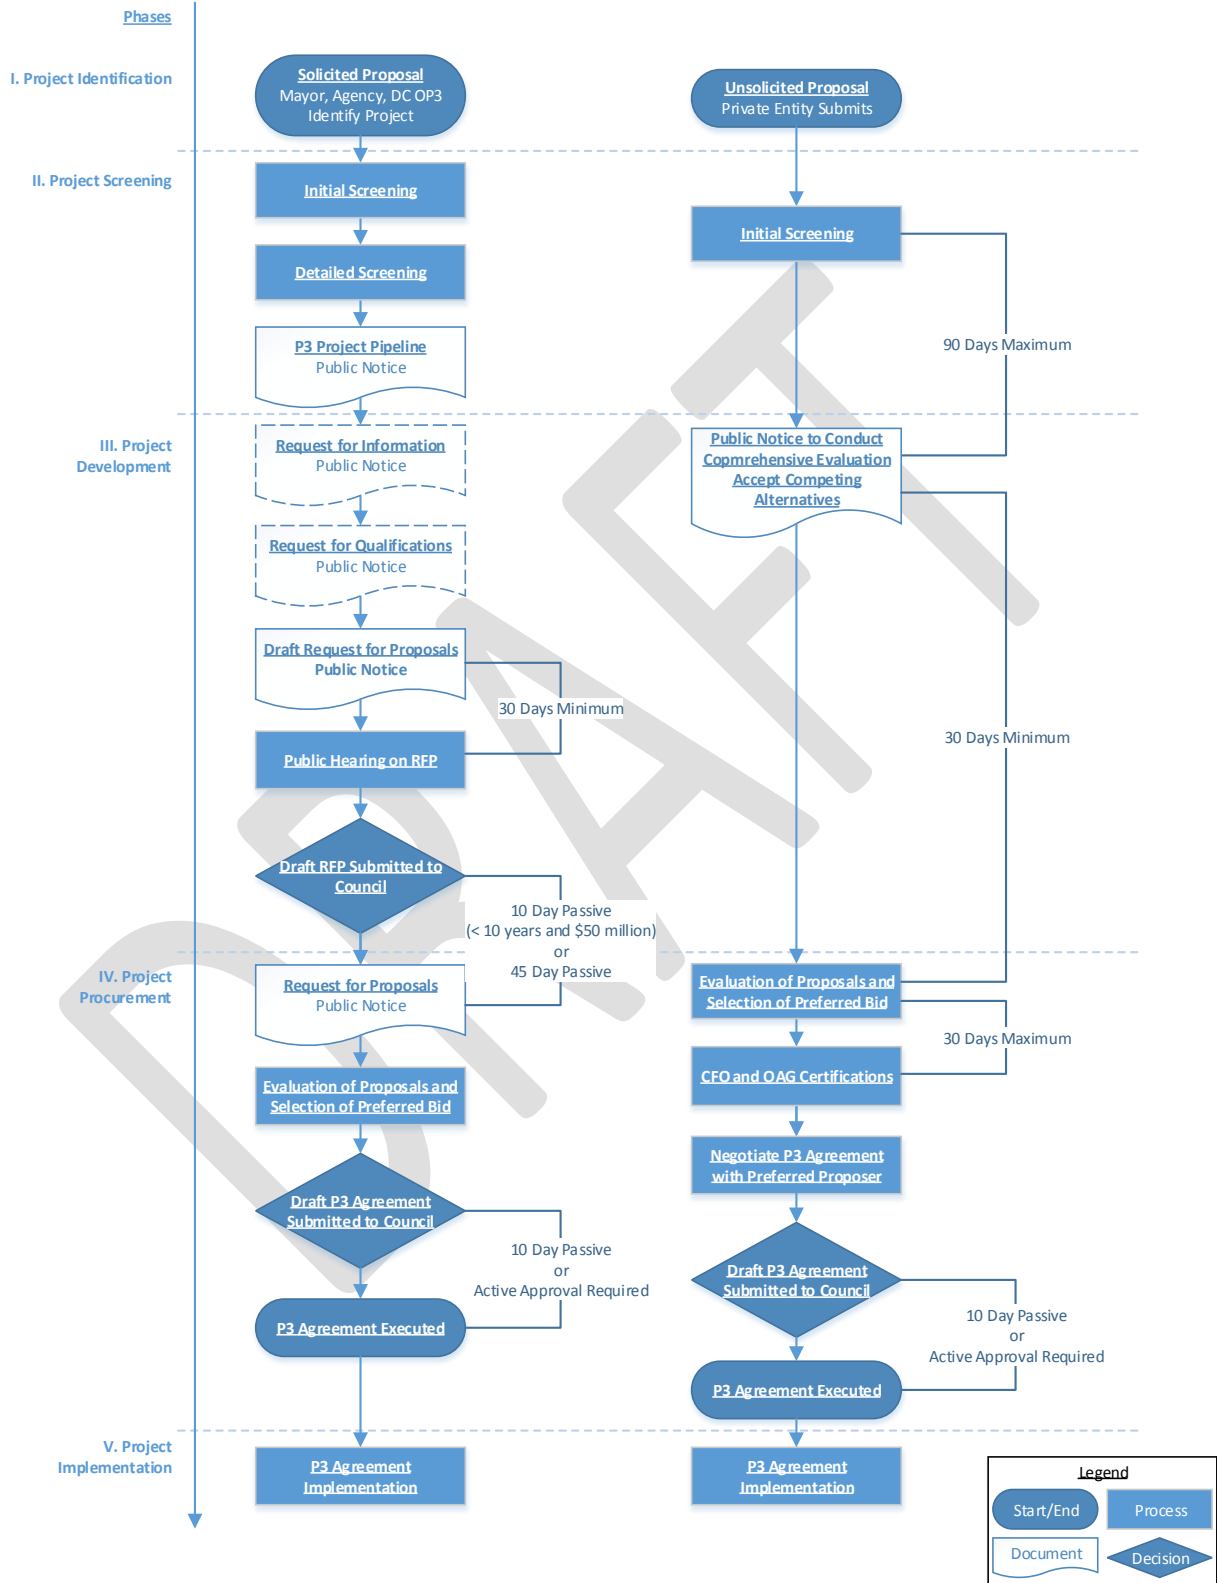 Phases
I. Project Identification
Solicited Proposal
Mayor, Agency, DC OP3
Identify Project
Unsolicited Proposal
Private Entity Submits
II. Project Screening
Initial Screening
Initial Screening
Detailed Screening
P3 Project Pipeline
Public Notice
90 Days Maximum
III. Project
Development
Request for Information
Public Notice
Public Notice to Conduct
Copmrehensive Evaluation
Accept Competing
Alternatives
Request for Qualifications
Public Notice
Draft Request for Proposals
Public Notice
30 Days Minimum
Public Hearing on RFP
30 Days Minimum
Draft RFP Submitted to
Council
10 Day Passive
(< 10 years and $50 million)
or
45 Day Passive
IV. Project
Procurement
Request for Proposals
Public Notice
Evaluation of Proposals and
Selection of Preferred Bid
30 Days Maximum
Evaluation of Proposals and
Selection of Preferred Bid
CFO and OAG Certifications
Negotiate P3 Agreement
with Preferred Proposer
Draft P3 Agreement
Submitted to Council
10 Day Passive
or
Active Approval Required
Draft P3 Agreement
Submitted to Council
10 Day Passive
or
Active Approval Required
P3 Agreement Executed
P3 Agreement Executed
V. Project
Implementation
P3 Agreement
Implementation
P3 Agreement
Implementation
Legend
Start/End
Process
Document
Decision
DRAFT